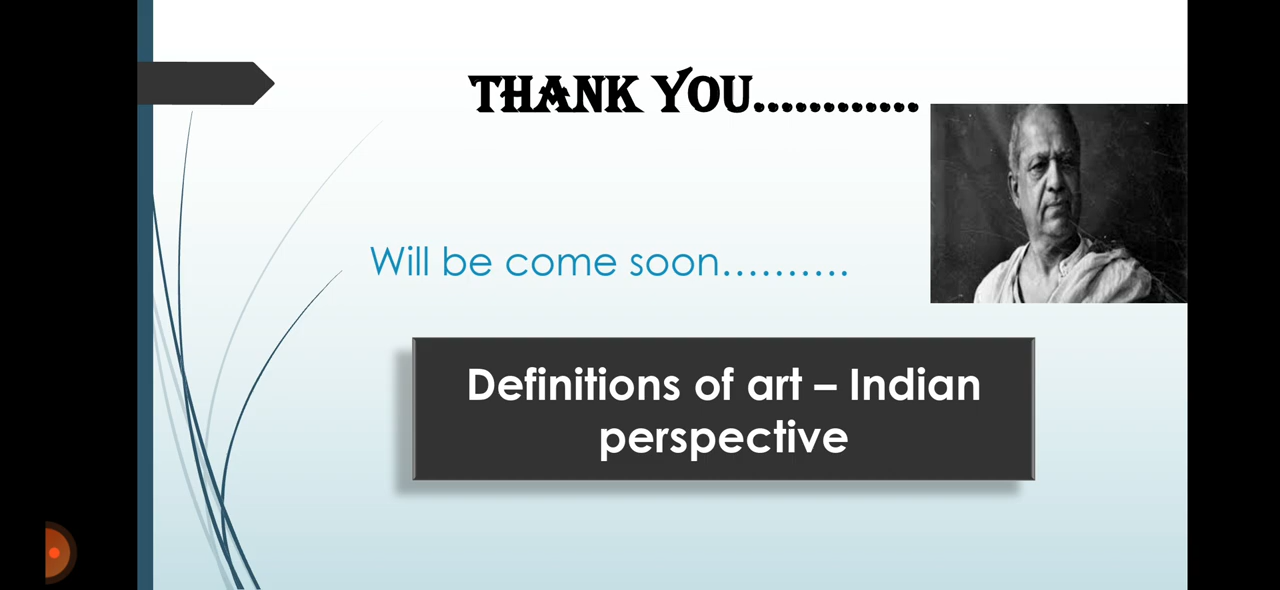 THANK YOU............
Will be come soon..........
Definitions of art – Indian
perspective